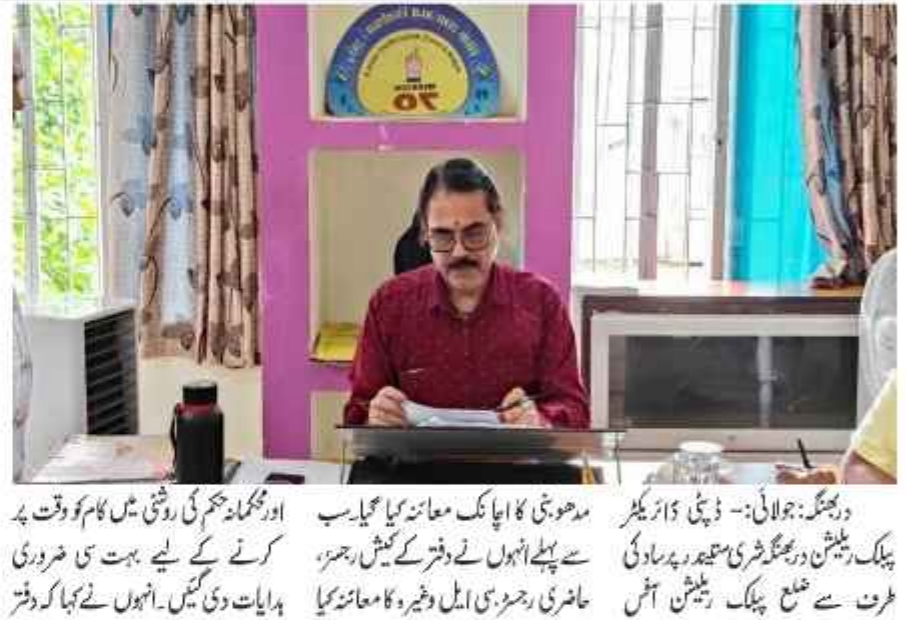 MISSION
70
دربھنگہ: جولائی:- ڈپٹی ڈائریکٹر
پبلک ریلیشن دربھنگہ شری ستیندر پرساد کی
طرف سے ضلع پبلک ریلیشن آفس
مدھوبنی کا اچانک معائنہ کیا گیا۔ سب
سے پہلے انہوں نے دفتر کے کیش رجسٹر،
حاضری رجسٹر، سی ایل وغیرہ کا معائنہ کیا
اور محکمانہ حکم کی روشنی میں کام کو وقت پر
کرنے کے لیے بہت سی ضروری
ہدایات دی گئیں۔ انہوں نے کہا کہ دفتر